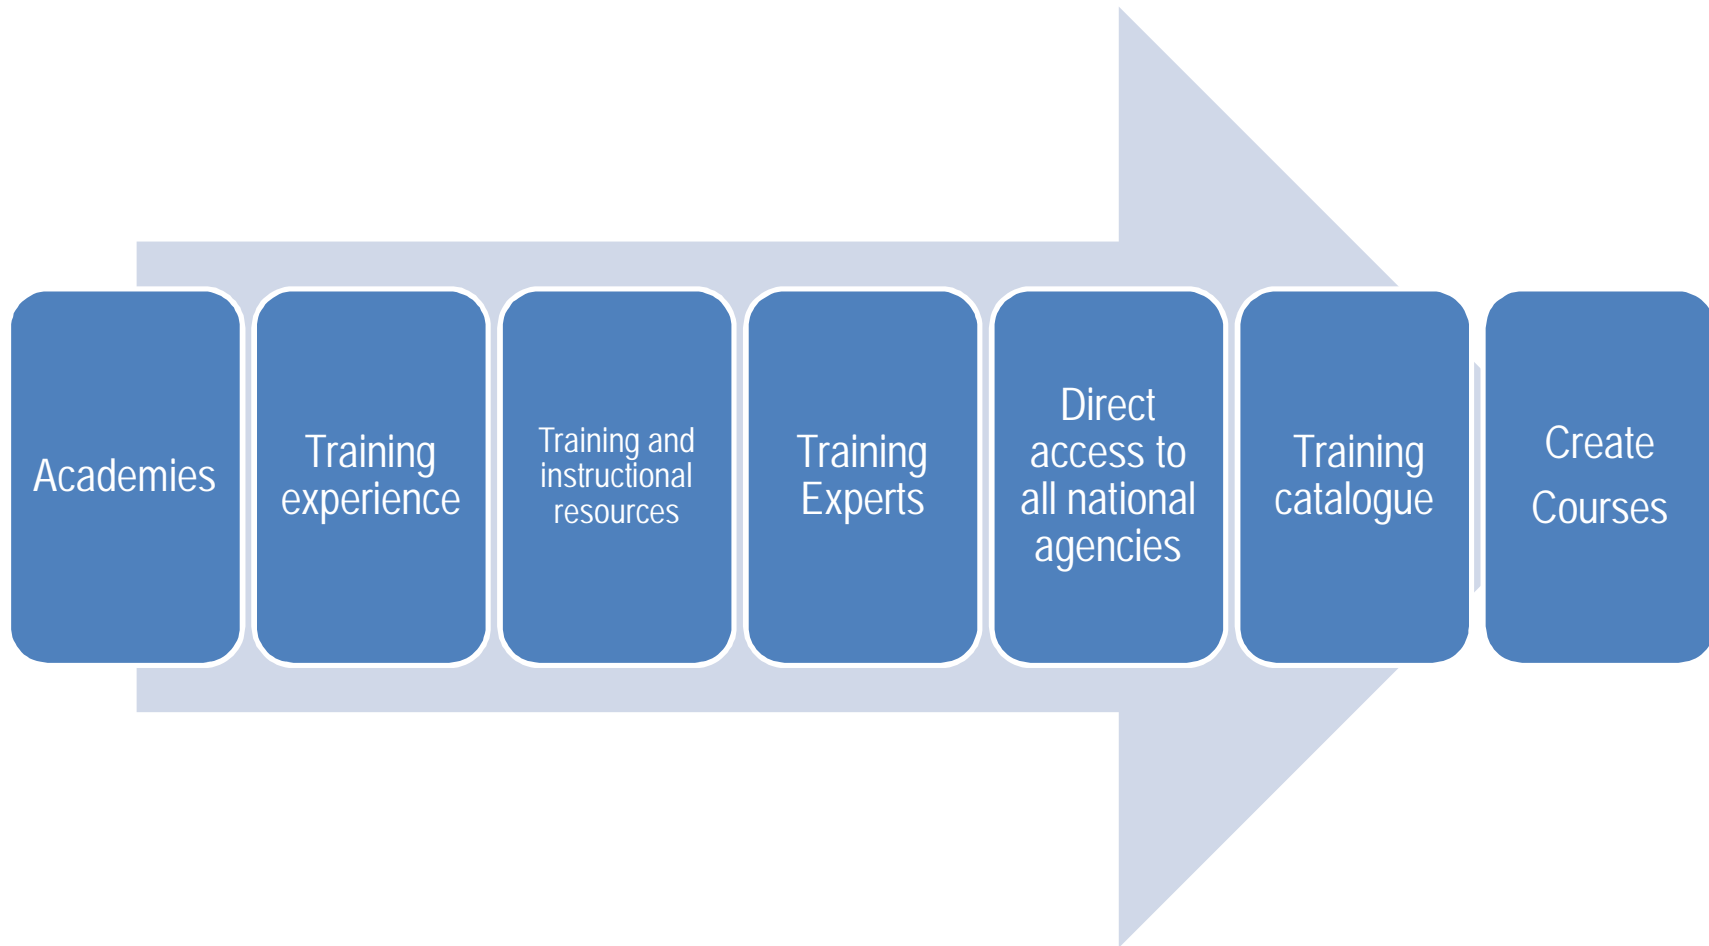 Academies
Training
experience
Training and
instructional
resources
Training
Experts
Direct
access to
all national
agencies
Training
catalogue
Create
Courses